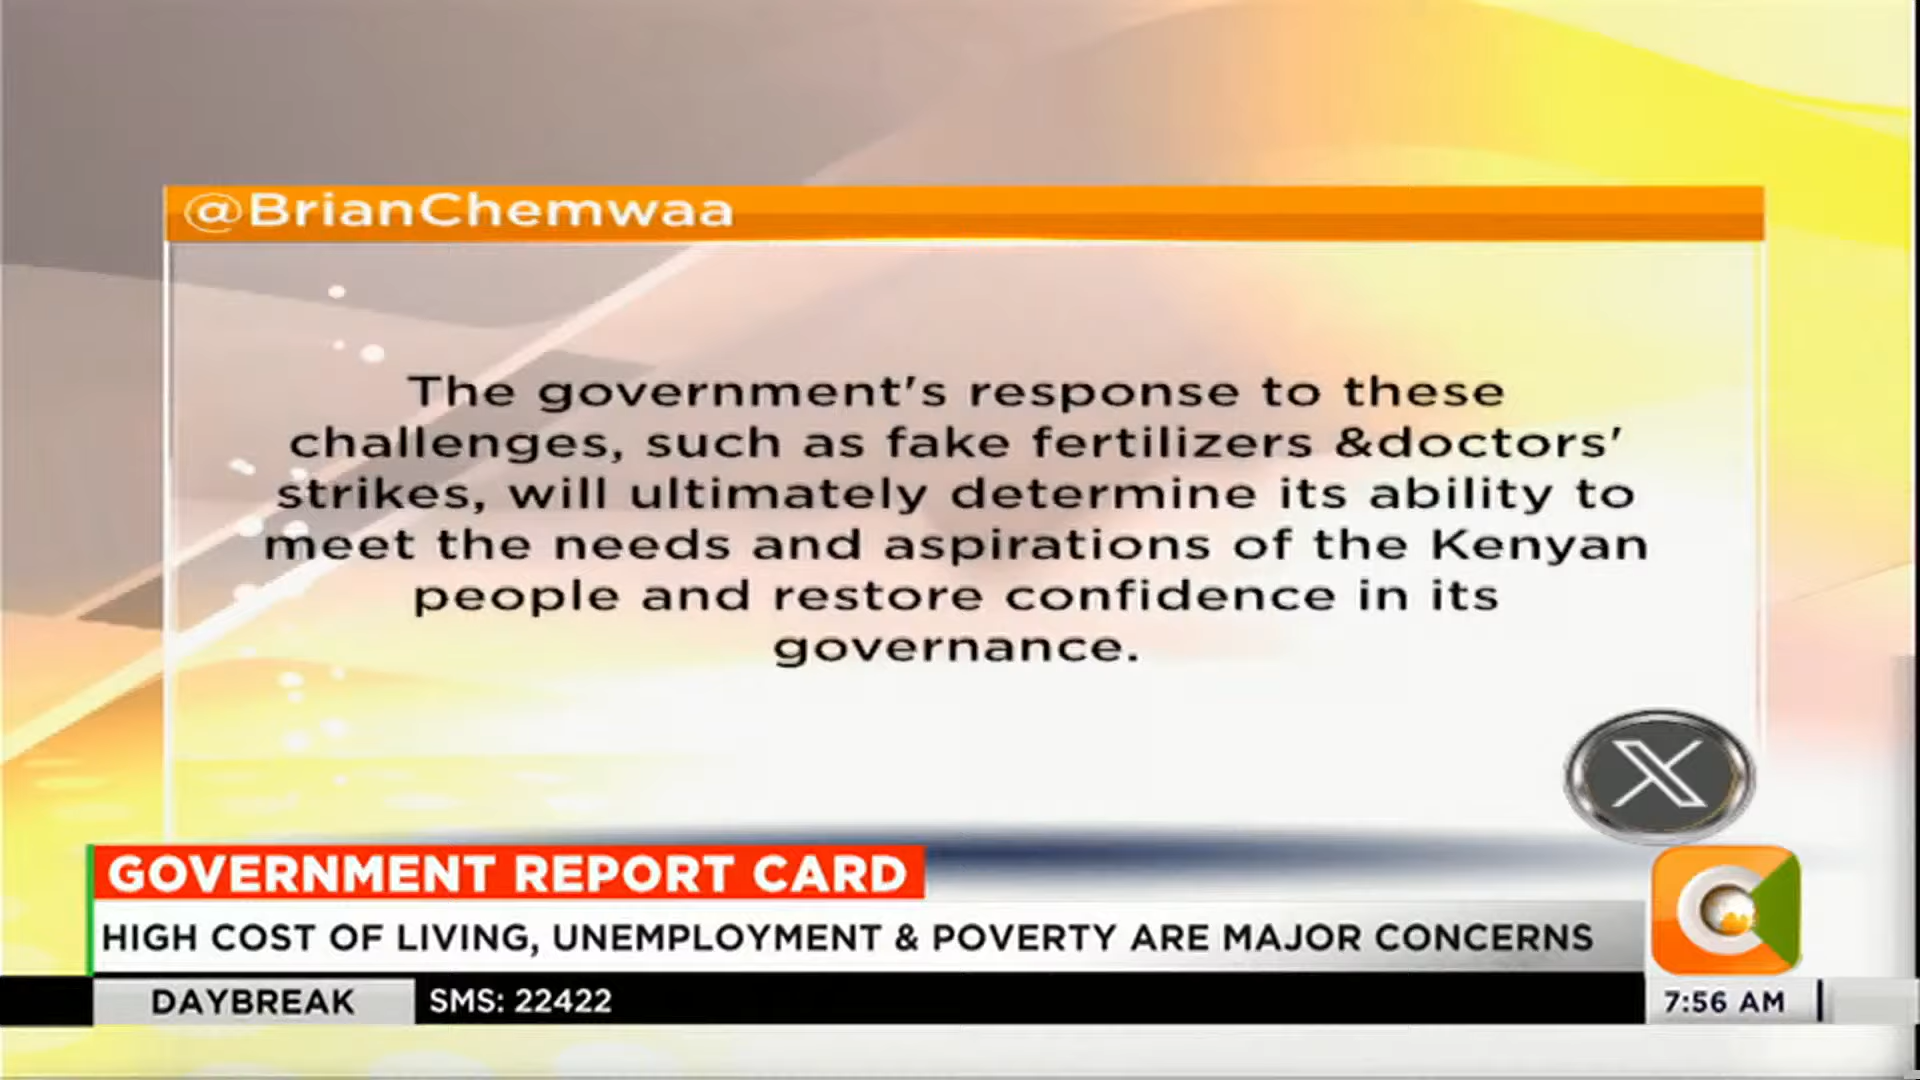 @BrianChemwaa
The government's response to these
challenges, such as fake fertilizers &doctors'
strikes, will ultimately determine its ability to
meet the needs and aspirations of the Kenyan
people and restore confidence in its
governance.
X
GOVERNMENT REPORT CARD
HIGH COST OF LIVING, UNEMPLOYMENT & POVERTY ARE MAJOR CONCERNS
DAYBREAK
SMS: 22422
7:56 AM